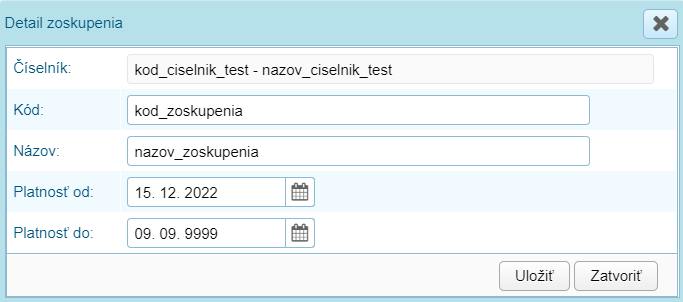 Detail zoskupenia
Číselník: kod_ciselnik_test - nazov_ciselnik_test
Kód: kod_zoskupenia
Názov: nazov_zoskupenia
Platnosť od: 15. 12. 2022
Platnosť do: 09. 09. 9999
Uložiť Zatvoriť